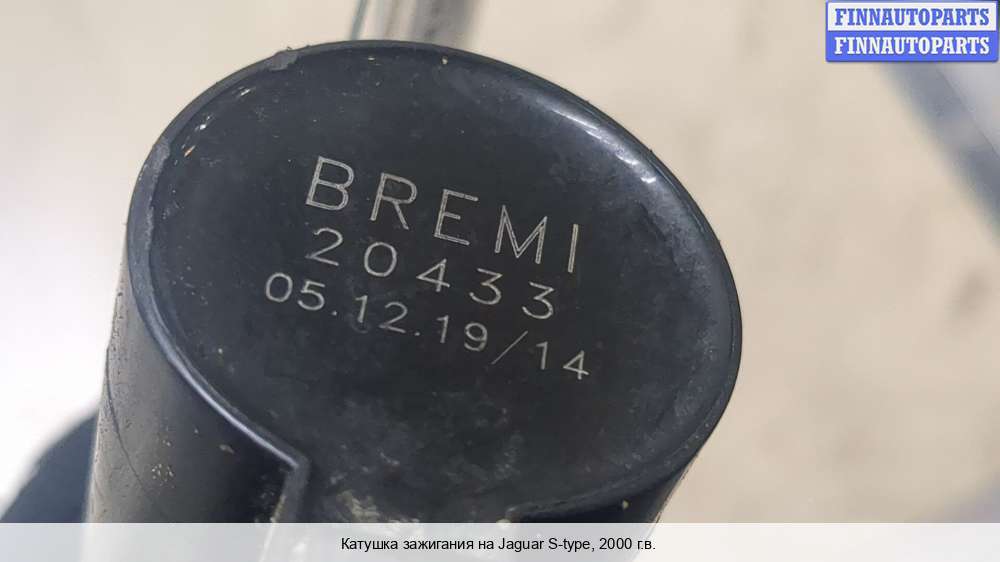 FINNAUTOPARTS
FINNAUTOPARTS
BREMI
20433
05.12.19/14
Катушка зажигания на Jaguar S-type, 2000 г.в.